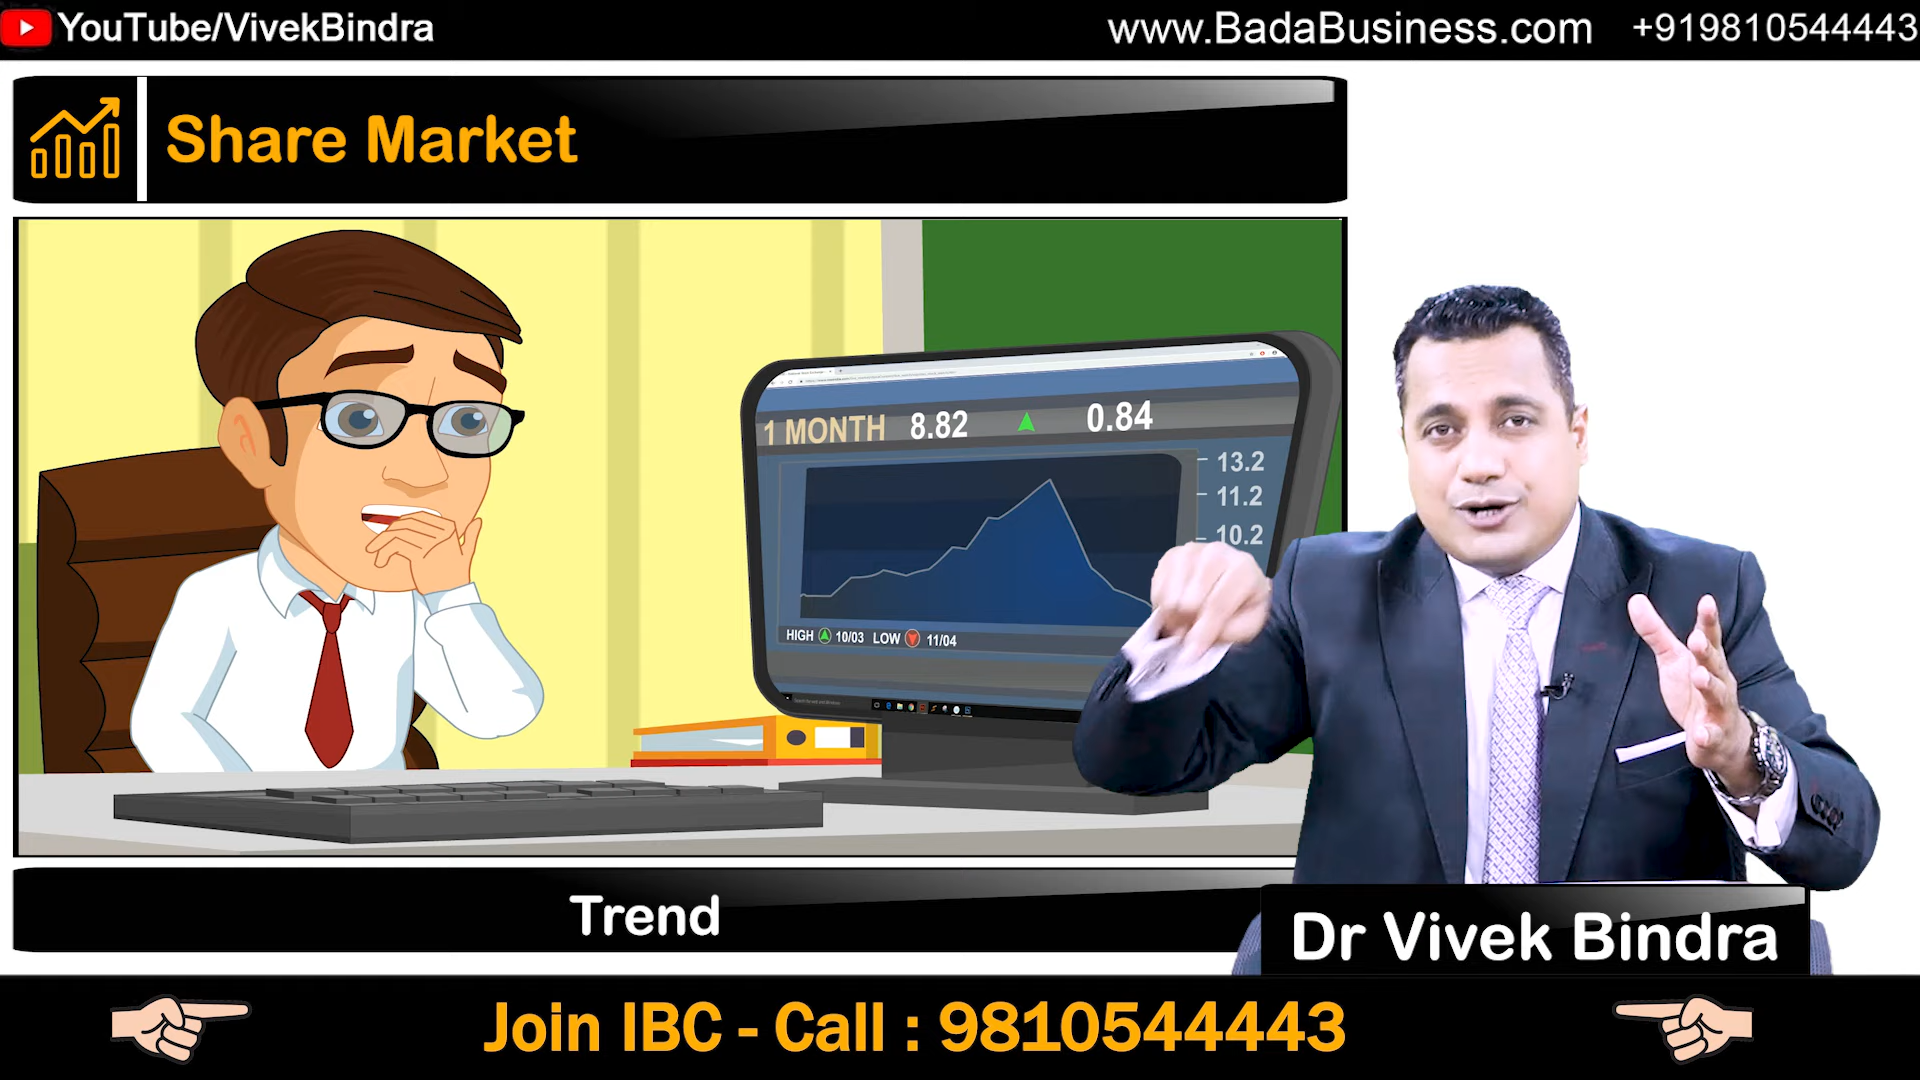 YouTube/VivekBindra
www.BadaBusiness.com
+919810544443
Share Market
1 MONTH 8.82 0.84
13.2
11.2
10.2
HIGH 10/03 LOW 11/04
Trend
Dr Vivek Bindra
Join IBC - Call : 9810544443